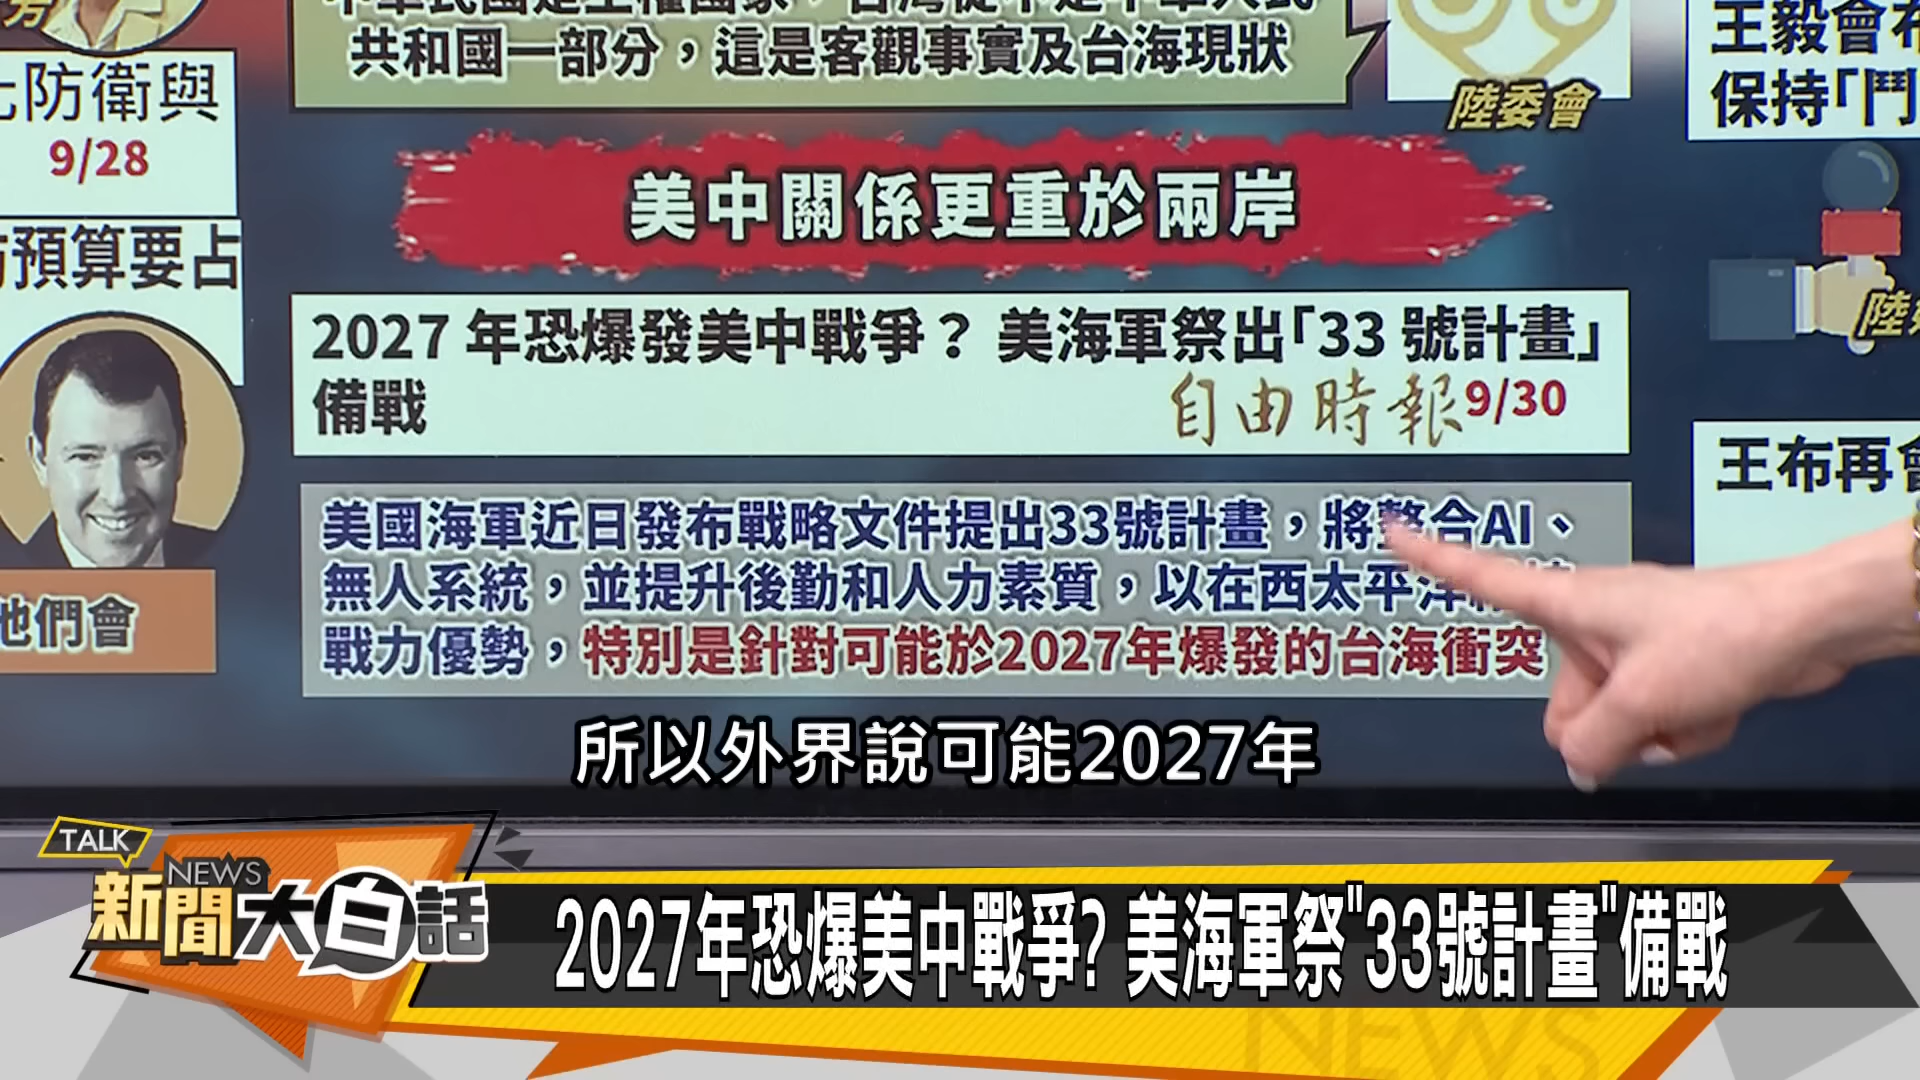 共和國一部分，這是客觀事實及台海現狀
陸委會
防衛與
9/28
預算要占
他們會
美中關係更重於兩岸
2027 年恐爆發美中戰爭？ 美海軍祭出「33 號計畫」
備戰
自由時報 9/30
美國海軍近日發布戰略文件提出33號計畫，將整合AI、
無人系統，並提升後勤和人力素質，以在西太平洋
戰力優勢，特別是針對可能於2027年爆發的台海衝突
王毅會布
保持「鬥
王布再會
所以外界說可能2027年
TALK
NEWS
新聞大白話
2027年恐爆美中戰爭? 美海軍祭"33號計畫"備戰
NEWS